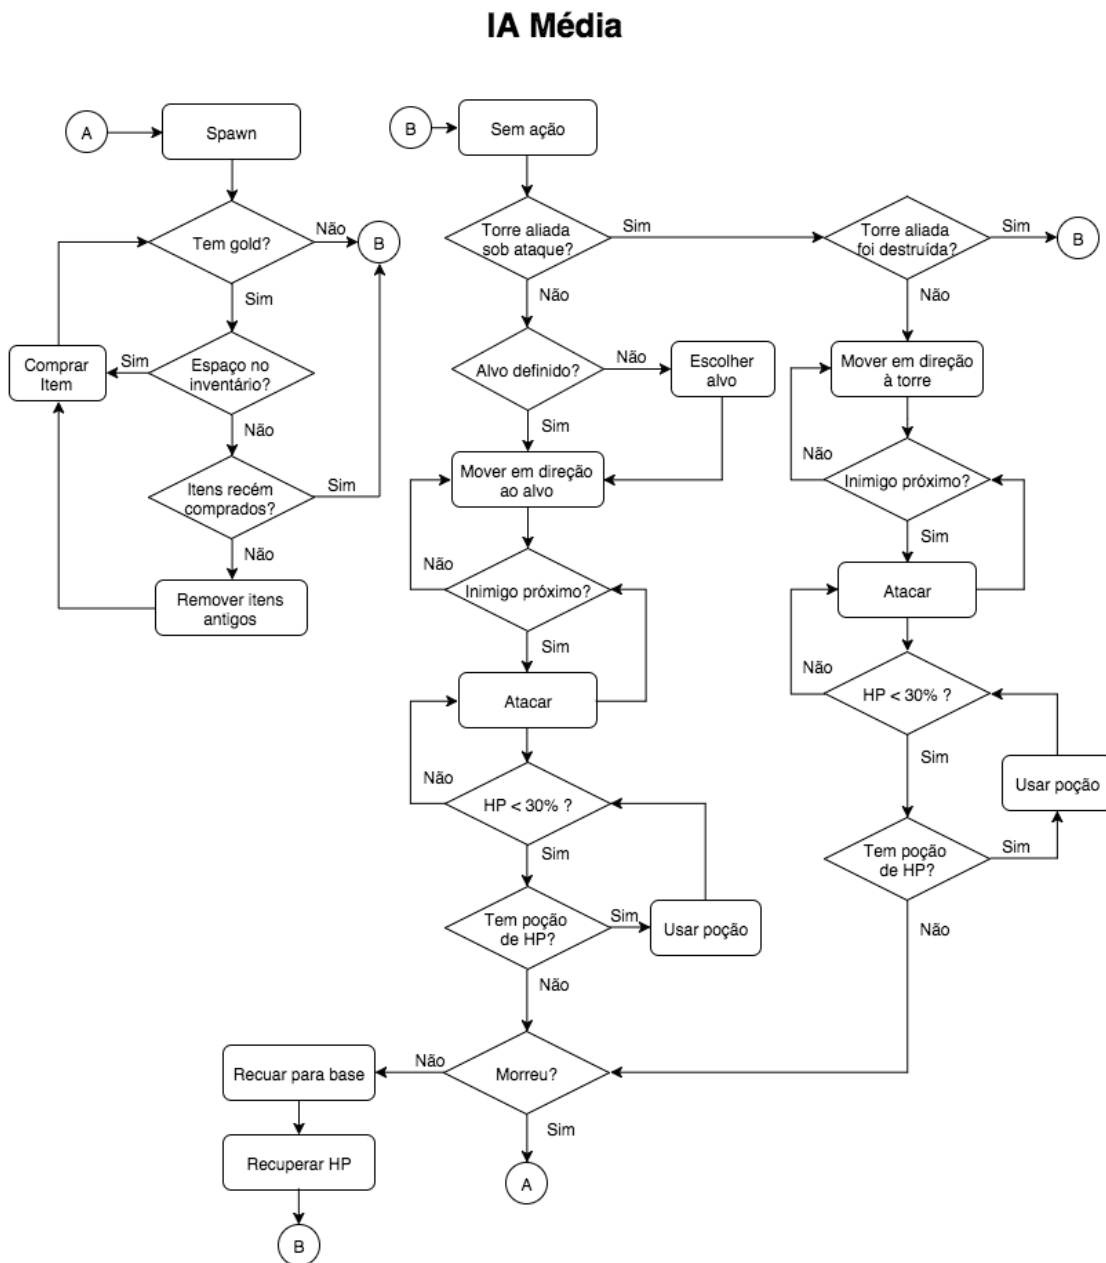 IA Média
A
Spawn
Tem gold?
Não
B
Sim
Espaço no
inventário?
Sim
Comprar
Item
Não
Itens recém
comprados?
Sim
Não
Remover itens
antigos
B
Sem ação
Torre aliada
sob ataque?
Sim
Não
Alvo definido?
Não
Escolher
alvo
Sim
Mover em direção
ao alvo
Inimigo próximo?
Não
Sim
Atacar
HP < 30% ?
Não
Sim
Tem poção
de HP?
Sim
Usar poção
Não
Morreu?
Não
Recuar para base
Recuperar HP
B
Sim
A
Torre aliada
foi destruída?
Sim
B
Não
Mover em direção
à torre
Não
Inimigo próximo?
Sim
Atacar
Não
HP < 30% ?
Sim
Usar poção
Tem poção
de HP?
Sim
Não